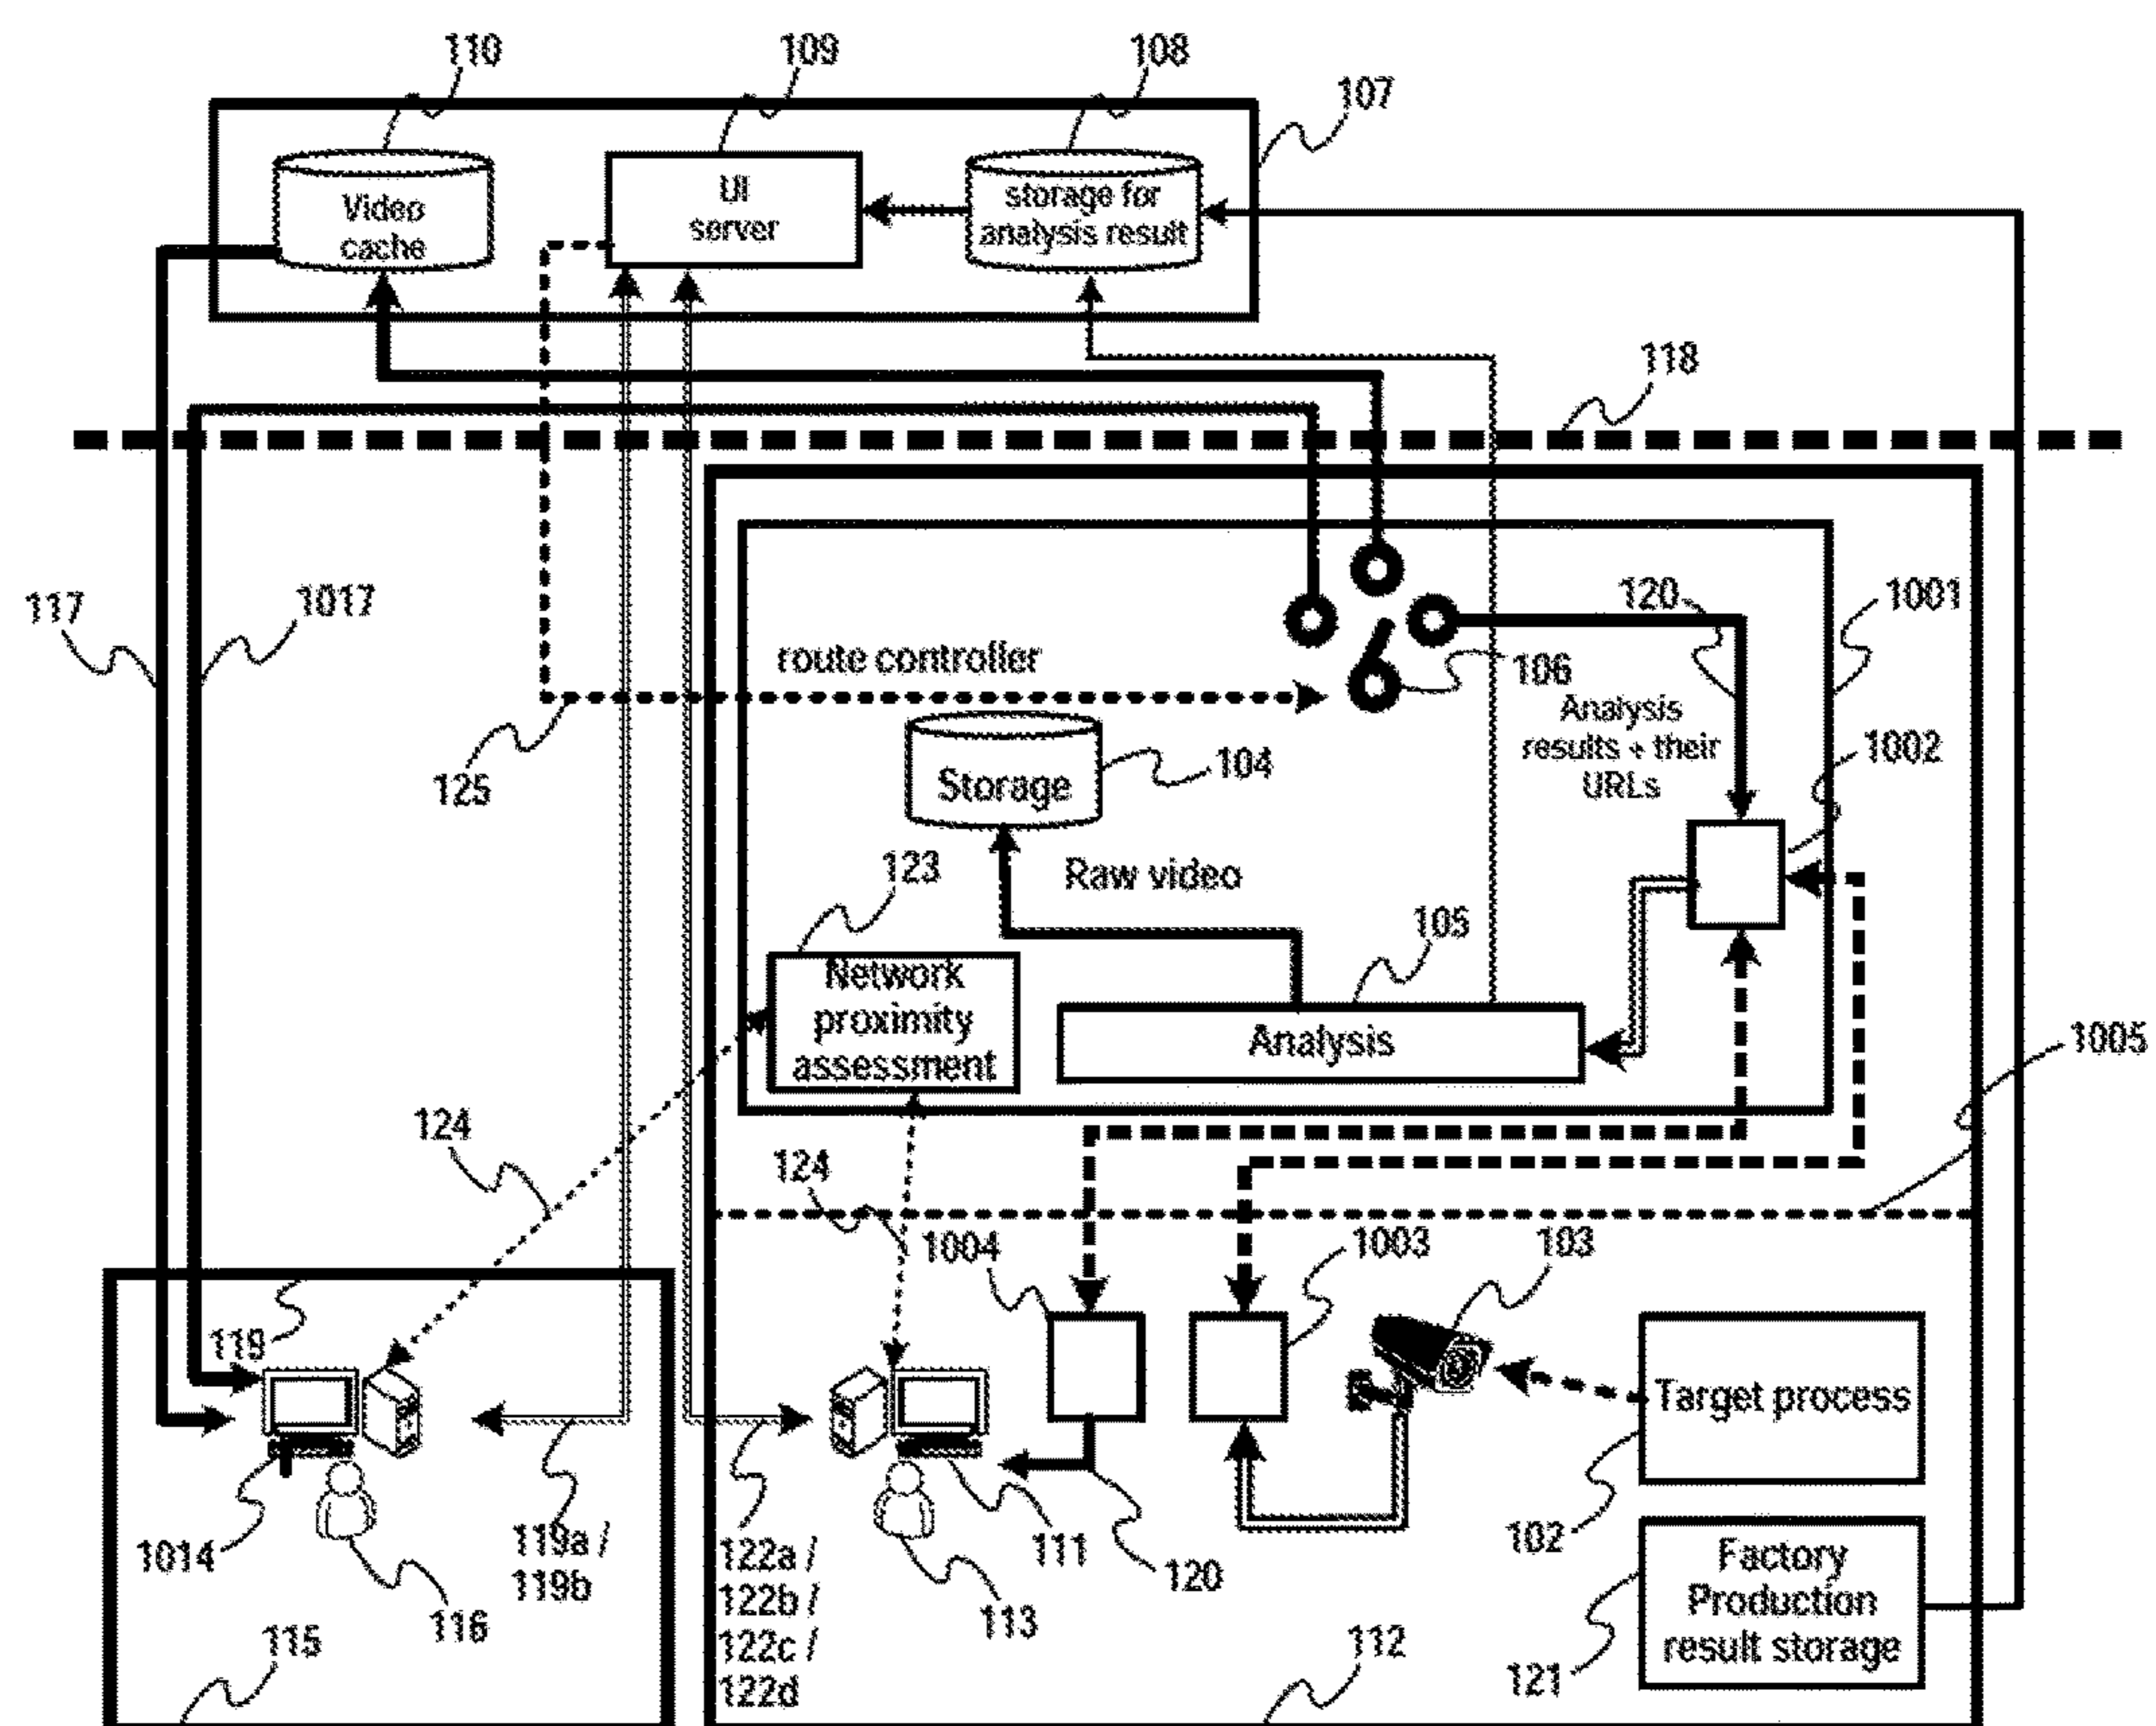 110
109
108
107
Video
cache
UI
server
storage for
analysis result
118
117
1017
120
1001
route controller
106
Analysis
results + their
URLs
1002
125
104
Storage
123
Raw video
105
Network
proximity
assessment
Analysis
1005
124
124
1004
1003
103
119
Target process
1014
116
119a /
119b
122a /
122b /
122c /
122d
111
113
120
102
Factory
Production
result storage
121
115
112